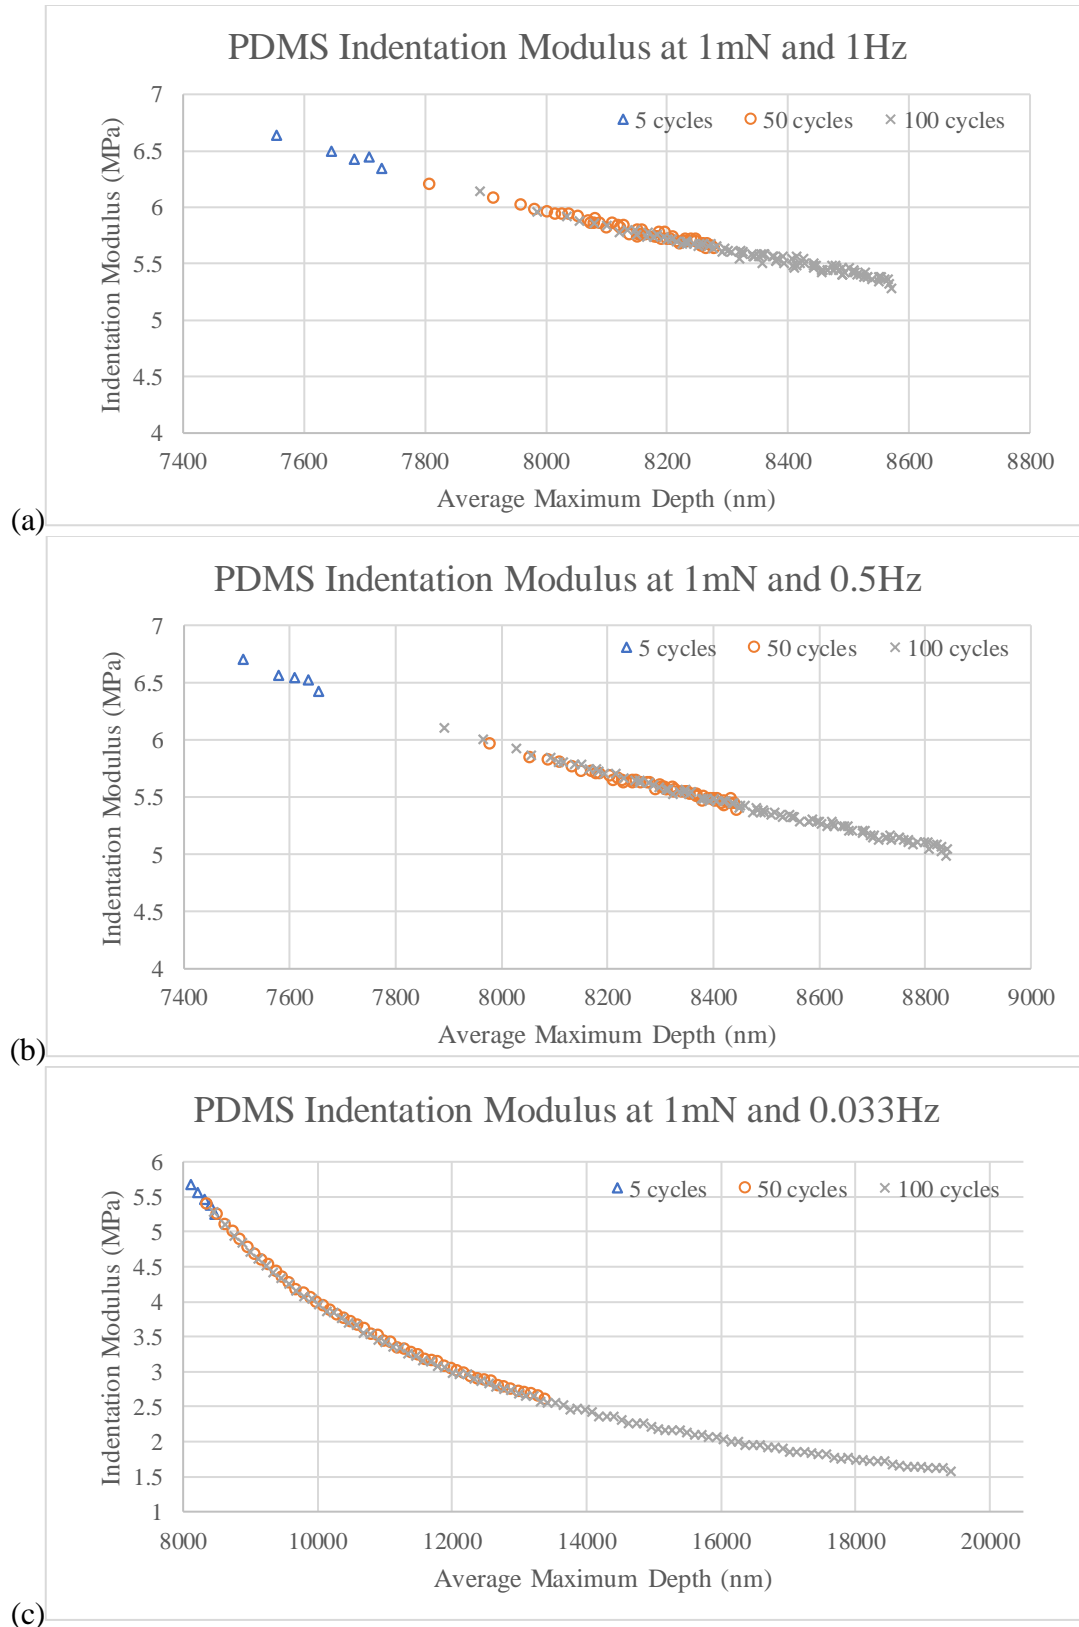 PDMS Indentation Modulus at 1mN and 1Hz
7
6.5
6
5.5
5
4.5
4
Indentation Modulus (MPa)
5 cycles 50 cycles 100 cycles
7400 7600 7800 8000 8200 8400 8600 8800
Average Maximum Depth (nm)
(a)
PDMS Indentation Modulus at 1mN and 0.5Hz
7
6.5
6
5.5
5
4.5
4
Indentation Modulus (MPa)
5 cycles 50 cycles 100 cycles
7400 7600 7800 8000 8200 8400 8600 8800 9000
Average Maximum Depth (nm)
(b)
PDMS Indentation Modulus at 1mN and 0.033Hz
6
5.5
5
4.5
4
3.5
3
2.5
2
1.5
1
Indentation Modulus (MPa)
5 cycles 50 cycles 100 cycles
8000 10000 12000 14000 16000 18000 20000
Average Maximum Depth (nm)
(c)